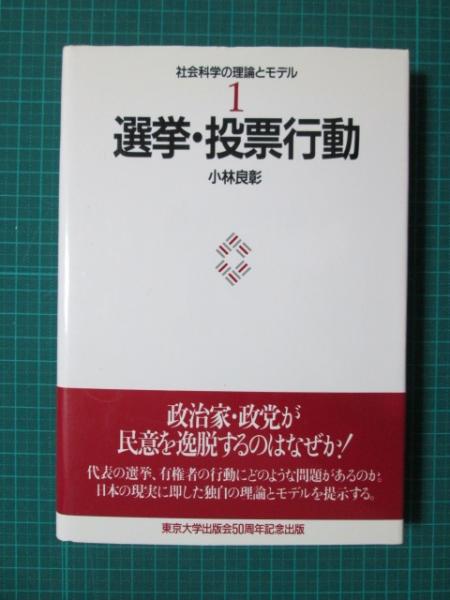 社会科学の理論とモデル
1
選挙・投票行動
小林良彰
政治家・政党が
民意を逸脱するのはなぜか!
代表の選挙、有権者の行動にどのような問題があるのか。
日本の現実に即した独自の理論とモデルを提示する。
東京大学出版会50周年記念出版